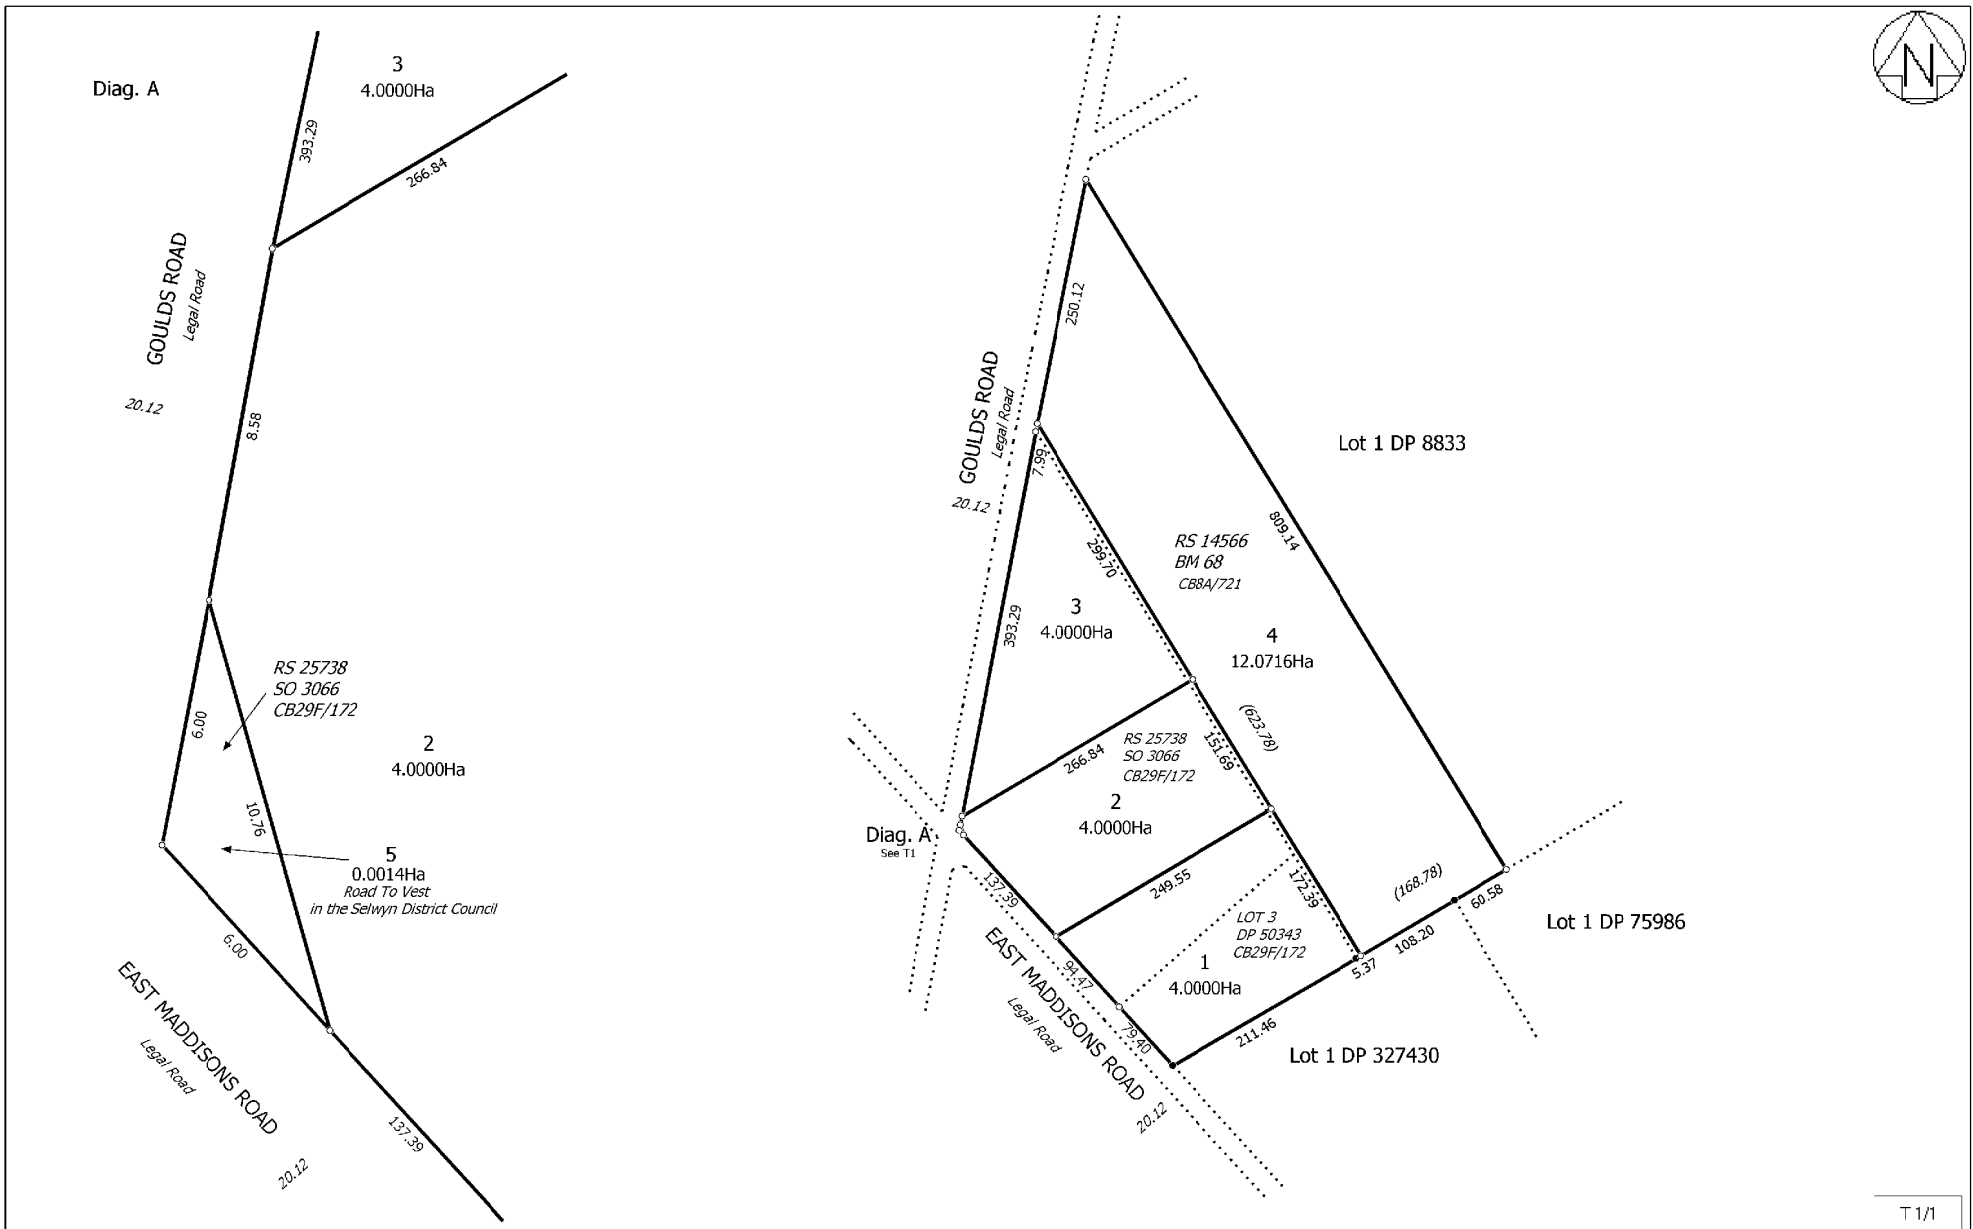 Diag. A
3
4.0000Ha
393.29
266.84
GOULDS ROAD
Legal Road
20.12
8.58
RS 25738
SO 3066
CB29F/172
6.00
2
4.0000Ha
10.76
5
0.0014Ha
Road To Vest
in the Selwyn District Council
6.00
EAST MADDISONS ROAD
Legal Road
137.39
20.12
N
250.12
GOULDS ROAD
Legal Road
20.12
7.99
Lot 1 DP 8833
809.14
299.70
RS 14566
BM 68
CB8A/721
3
4.0000Ha
393.29
4
12.0716Ha
(623.78)
RS 25738
SO 3066
CB29F/172
151.69
266.84
2
4.0000Ha
Diag. A
See T1
137.39
249.55
172.39
(168.78)
60.58
Lot 1 DP 75986
LOT 3
DP 50343
CB29F/172
108.20
5.37
1
4.0000Ha
94.47
EAST MADDISONS ROAD
Legal Road
79.40
211.46
Lot 1 DP 327430
20.12
T 1/1